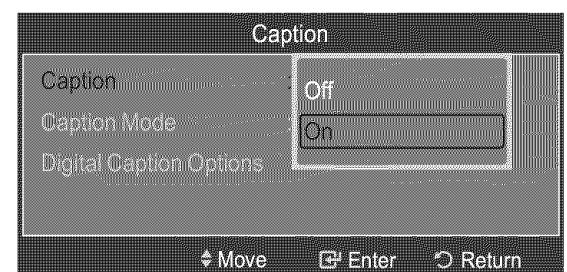 Caption
Caption : Off
On
Caption Mode
Digital Caption Options
Move Enter Return